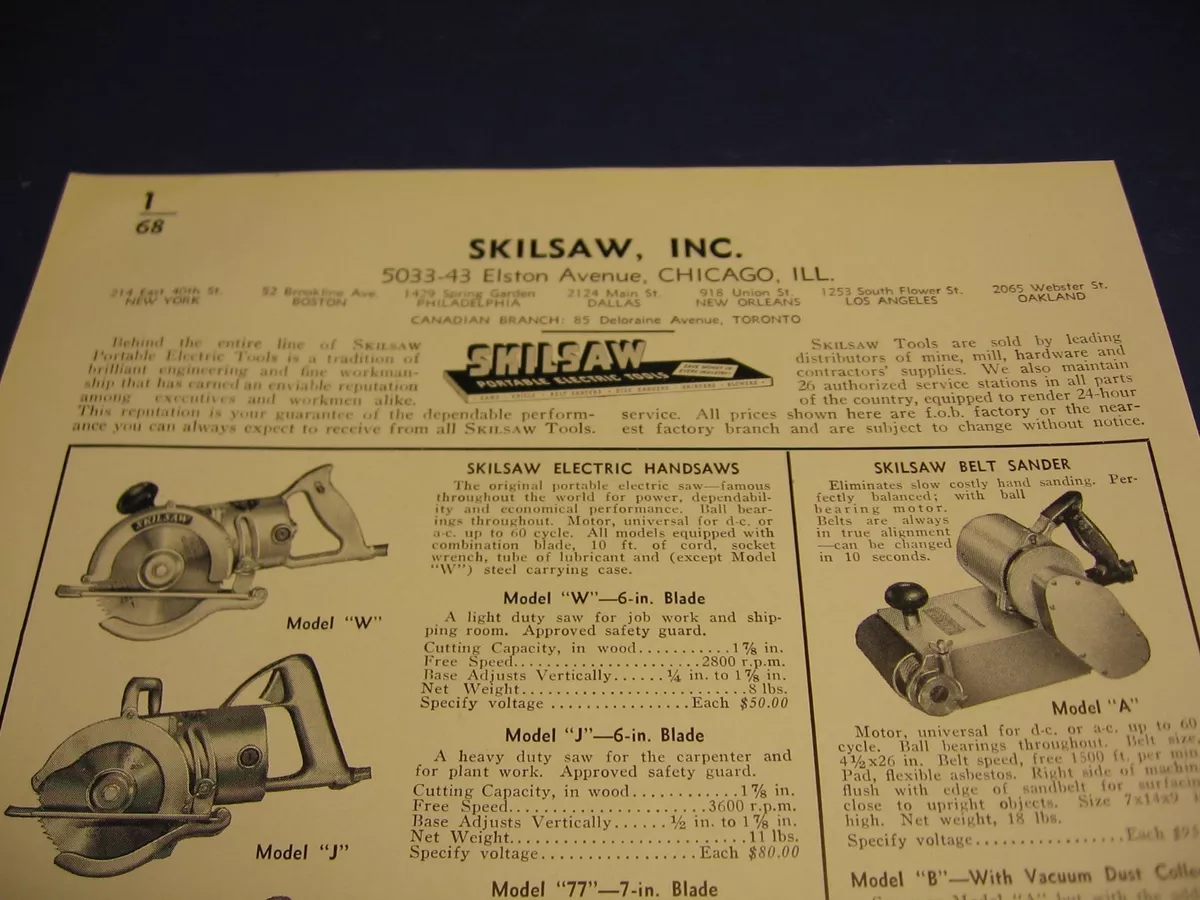 1
68
SKILSAW, INC.
5033-43 Elston Avenue, CHICAGO, ILL.
214 East 40th St.
NEW YORK
52 Brookline Ave.
BOSTON
1429 Spring Garden
PHILADELPHIA
2124 Main St.
DALLAS
918 Union St.
NEW ORLEANS
1253 South Flower St.
LOS ANGELES
2065 Webster St.
OAKLAND
CANADIAN BRANCH: 85 Deloraine Avenue, TORONTO
Behind the entire line of SKILSAW
Portable Electric Tools is a tradition of
brilliant engineering and fine workman-
ship that has earned an enviable reputation
among executives and workmen alike.
This reputation is your guarantee of the dependable perform-
ance you can always expect to receive from all SKILSAW Tools.
SKILSAW
PORTABLE ELECTRIC TOOLS
SKILSAW Tools are sold by leading
distributors of mine, mill, hardware and
contractors' supplies. We also maintain
26 authorized service stations in all parts
of the country, equipped to render 24-hour
service. All prices shown here are f.o.b. factory or the near-
est factory branch and are subject to change without notice.
SKILSAW
Model "W"
Model "J"
SKILSAW ELECTRIC HANDSAWS
The original portable electric saw—famous
throughout the world for power, dependabil-
ity and economical performance. Ball bear-
ings throughout. Motor, universal for d-c. or
a-c. up to 60 cycle. All models equipped with
combination blade, 10 ft. of cord, socket
wrench, tube of lubricant and (except Model
"W") steel carrying case.
Model "W"—6-in. Blade
A light duty saw for job work and ship-
ping room. Approved safety guard.
Cutting Capacity, in wood...........1⅞ in.
Free Speed......................2800 r.p.m.
Base Adjusts Vertically......¼ in. to 1⅞ in.
Net Weight..........................8 lbs.
Specify voltage ................Each $50.00
Model "J"—6-in. Blade
A heavy duty saw for the carpenter and
for plant work. Approved safety guard.
Cutting Capacity, in wood...........1⅞ in.
Free Speed......................3600 r.p.m.
Base Adjusts Vertically......½ in. to 1⅞ in.
Net Weight.........................11 lbs.
Specify voltage..................Each $80.00
Model "77"—7-in. Blade
SKILSAW BELT SANDER
Eliminates slow costly hand sanding. Per-
fectly balanced; with ball
bearing motor.
Belts are always
in true alignment
—can be changed
in 10 seconds.
Model "A"
Motor, universal for d-c. or a-c. up to 60
cycle. Ball bearings throughout. Belt size,
4½x26 in. Belt speed, free 1500 ft. per min.
Pad, flexible asbestos. Right side of machine
flush with edge of sandbelt for surfacing
close to upright objects. Size 7x14x9 in.
high. Net weight, 18 lbs.
Specify voltage..................Each
Model "B"—With Vacuum Dust Colle